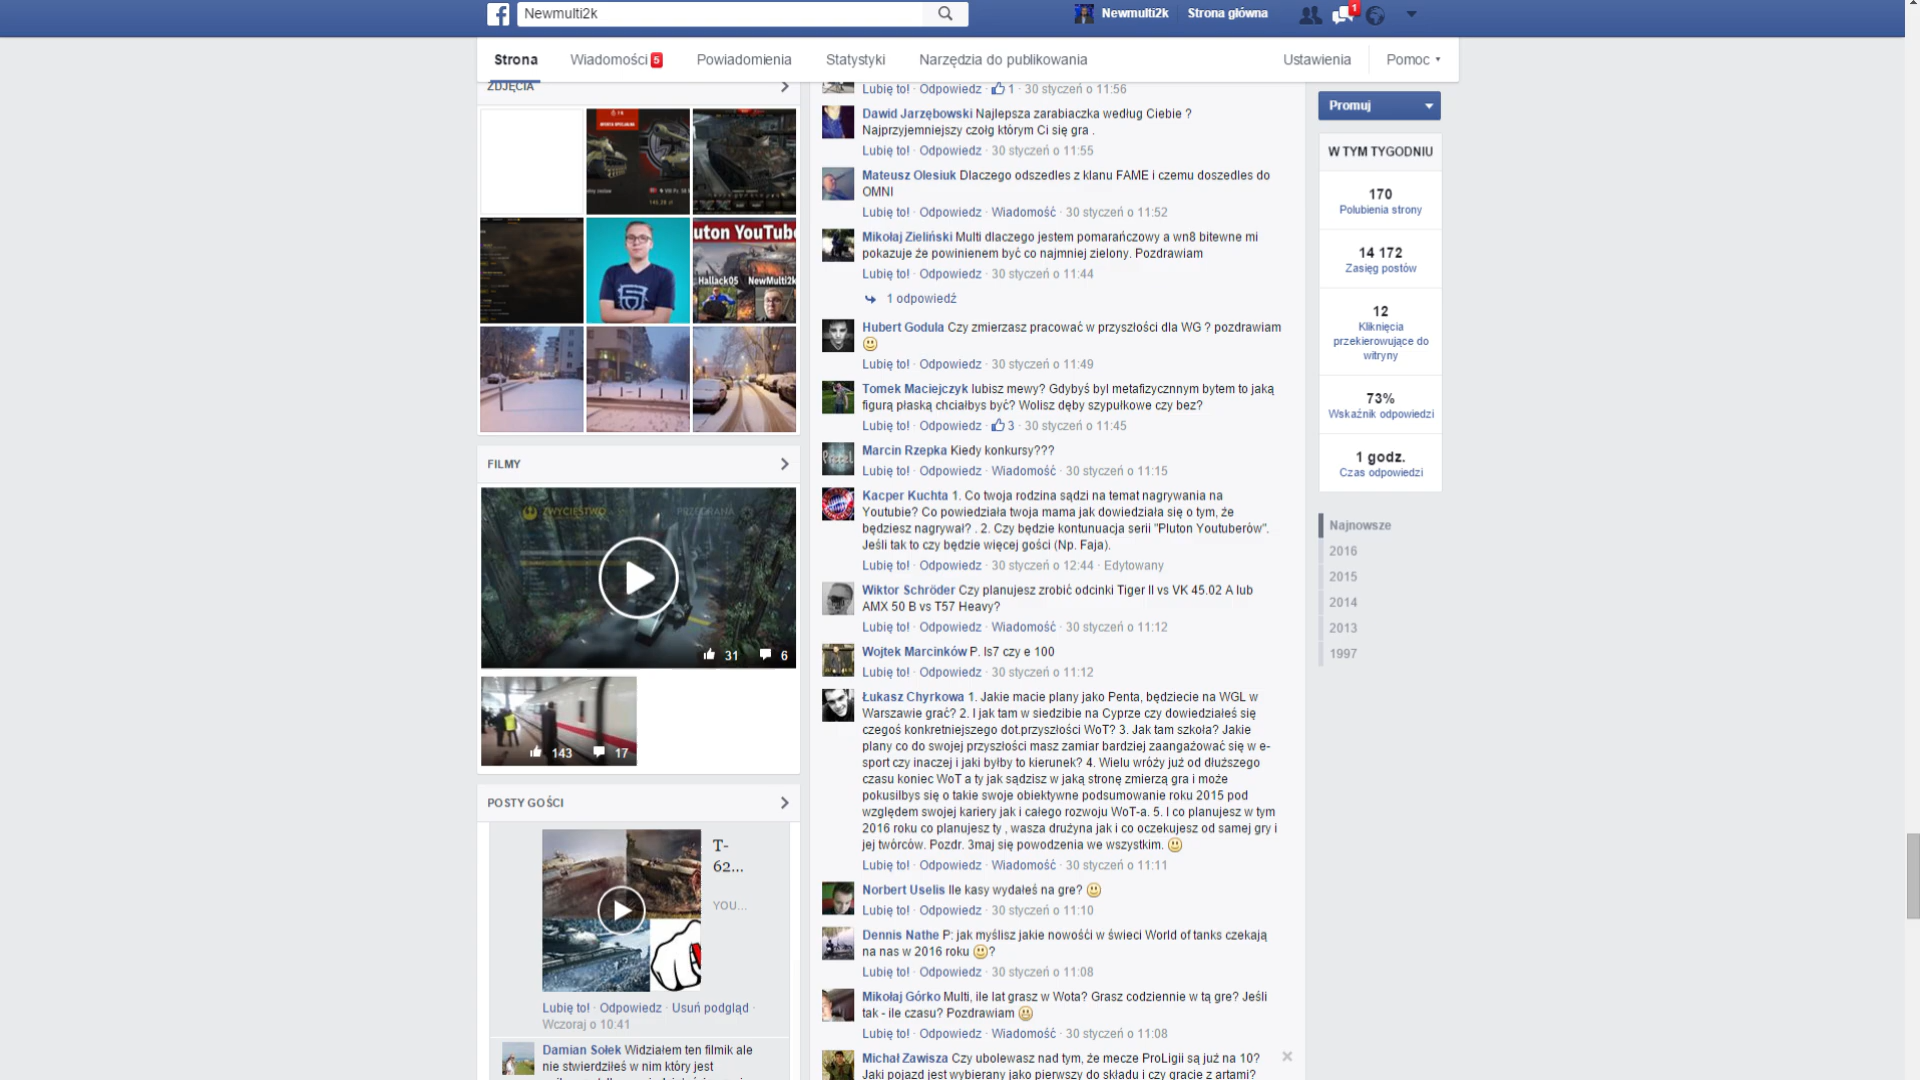 Newmulti2k
Newmulti2k
Strona główna
1
Strona
Wiadomości 5
Powiadomienia
Statystyki
Narzędzia do publikowania
Ustawienia
Pomoc
ZDJĘCIA
uton YouTube
Hallack05 NewMulti2k
FILMY
ZWYCIĘSTWO
PRZEGRANA
31 6
143 17
POSTY GOŚCI
T-
62...
YOU...
Lubię to! · Odpowiedz · Usuń podgląd ·
Wczoraj o 10:41
Damian Sołek Widziałem ten filmik ale
nie stwierdziłeś w nim który jest
Lubię to! · Odpowiedz · 1 · 30 styczeń o 11:56
Dawid Jarzębowski Najlepsza zarabiaczka według Ciebie ?
Najprzyjemniejszy czołg którym Ci się gra .
Lubię to! · Odpowiedz · 30 styczeń o 11:55
Mateusz Olesiuk Dlaczego odszedles z klanu FAME i czemu doszedles do
OMNI
Lubię to! · Odpowiedz · Wiadomość · 30 styczeń o 11:52
Mikołaj Zieliński Multi dlaczego jestem pomarańczowy a wn8 bitewne mi
pokazuje że powinienem być co najmniej zielony. Pozdrawiam
Lubię to! · Odpowiedz · 30 styczeń o 11:44
1 odpowiedź
Hubert Godula Czy zmierzasz pracować w przyszłości dla WG ? pozdrawiam
Lubię to! · Odpowiedz · 30 styczeń o 11:49
Tomek Maciejczyk lubisz mewy? Gdybyś byl metafizycznnym bytem to jaką
figurą płaską chciałbys być? Wolisz dęby szypułkowe czy bez?
Lubię to! · Odpowiedz · 3 · 30 styczeń o 11:45
Marcin Rzepka Kiedy konkursy???
Lubię to! · Odpowiedz · Wiadomość · 30 styczeń o 11:15
Kacper Kuchta 1. Co twoja rodzina sądzi na temat nagrywania na
Youtubie? Co powiedziała twoja mama jak dowiedziała się o tym, że
będziesz nagrywał? . 2. Czy będzie kontunuacja serii "Pluton Youtuberów".
Jeśli tak to czy będzie więcej gości (Np. Faja).
Lubię to! · Odpowiedz · 30 styczeń o 12:44 · Edytowany
Wiktor Schröder Czy planujesz zrobić odcinki Tiger II vs VK 45.02 A lub
AMX 50 B vs T57 Heavy?
Lubię to! · Odpowiedz · Wiadomość · 30 styczeń o 11:12
Wojtek Marcinków P. Is7 czy e 100
Lubię to! · Odpowiedz · 30 styczeń o 11:12
Łukasz Chyrkowa 1. Jakie macie plany jako Penta, będziecie na WGL w
Warszawie grać? 2. I jak tam w siedzibie na Cyprze czy dowiedziałeś się
czegoś konkretniejszego dot.przyszłości WoT? 3. Jak tam szkoła? Jakie
plany co do swojej przyszłości masz zamiar bardziej zaangażować się w e-
sport czy inaczej i jaki byłby to kierunek? 4. Wielu wróży już od dłuższego
czasu koniec WoT a ty jak sądzisz w jaką stronę zmierzą gra i może
pokusilbys się o takie swoje obiektywne podsumowanie roku 2015 pod
względem swojej kariery jak i całego rozwoju WoT-a. 5. I co planujesz w tym
2016 roku co planujesz ty , wasza drużyna jak i co oczekujesz od samej gry i
jej twórców. Pozdr. 3maj się powodzenia we wszystkim.
Lubię to! · Odpowiedz · Wiadomość · 30 styczeń o 11:11
Norbert Uselis Ile kasy wydałeś na gre?
Lubię to! · Odpowiedz · 30 styczeń o 11:10
Dennis Nathe P: jak myślisz jakie nowośći w świeci World of tanks czekają
na nas w 2016 roku ?
Lubię to! · Odpowiedz · 30 styczeń o 11:08
Mikołaj Górko Multi, ile lat grasz w Wota? Grasz codziennie w tą gre? Jeśli
tak - ile czasu? Pozdrawiam
Lubię to! · Odpowiedz · Wiadomość · 30 styczeń o 11:08
Michał Zawisza Czy ubolewasz nad tym, że mecze ProLigii są już na 10?
Jaki pojazd jest wybierany jako pierwszy do składu i czy gracie z artami?
Promuj
W TYM TYGODNIU
170
Polubienia strony
14 172
Zasięg postów
12
Kliknięcia
przekierowujące do
witryny
73%
Wskaźnik odpowiedzi
1 godz.
Czas odpowiedzi
Najnowsze
2016
2015
2014
2013
1997